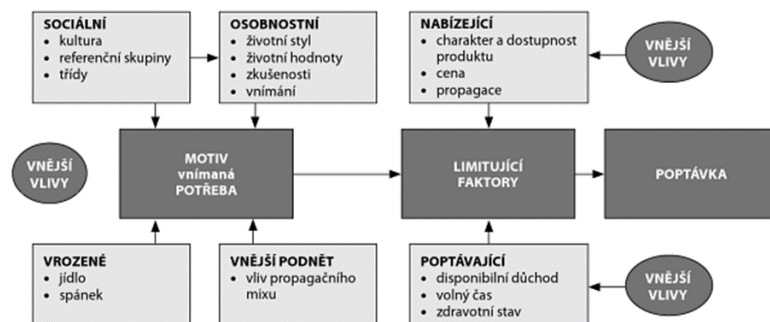 SOCIÁLNÍ
• kultura
• referenční skupiny
• třídy
OSOBNOSTNÍ
• životní styl
• životní hodnoty
• zkušenosti
• vnímání
NABÍZEJÍCÍ
• charakter a dostupnost
produktu
• cena
• propagace
VNĚJŠÍ
VLIVY
VNĚJŠÍ
VLIVY
MOTIV
vnímaná
POTŘEBA
LIMITUJÍCÍ
FAKTORY
POPTÁVKA
VROZENÉ
• jídlo
• spánek
VNĚJŠÍ PODNĚT
• vliv propagačního
mixu
POPTÁVAJÍCÍ
• disponibilní důchod
• volný čas
• zdravotní stav
VNĚJŠÍ
VLIVY